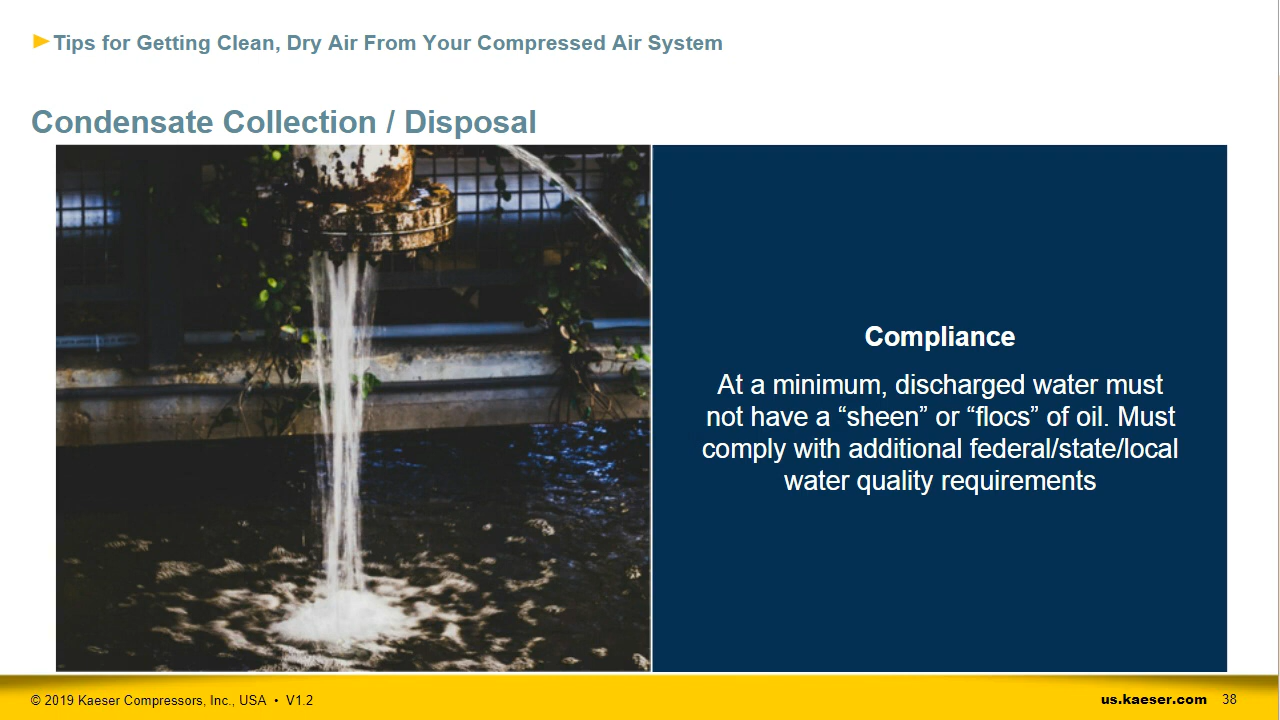 Tips for Getting Clean, Dry Air From Your Compressed Air System
Condensate Collection / Disposal
Compliance
At a minimum, discharged water must
not have a “sheen” or “flocs” of oil. Must
comply with additional federal/state/local
water quality requirements
© 2019 Kaeser Compressors, Inc., USA • V1.2
us.kaeser.com 38